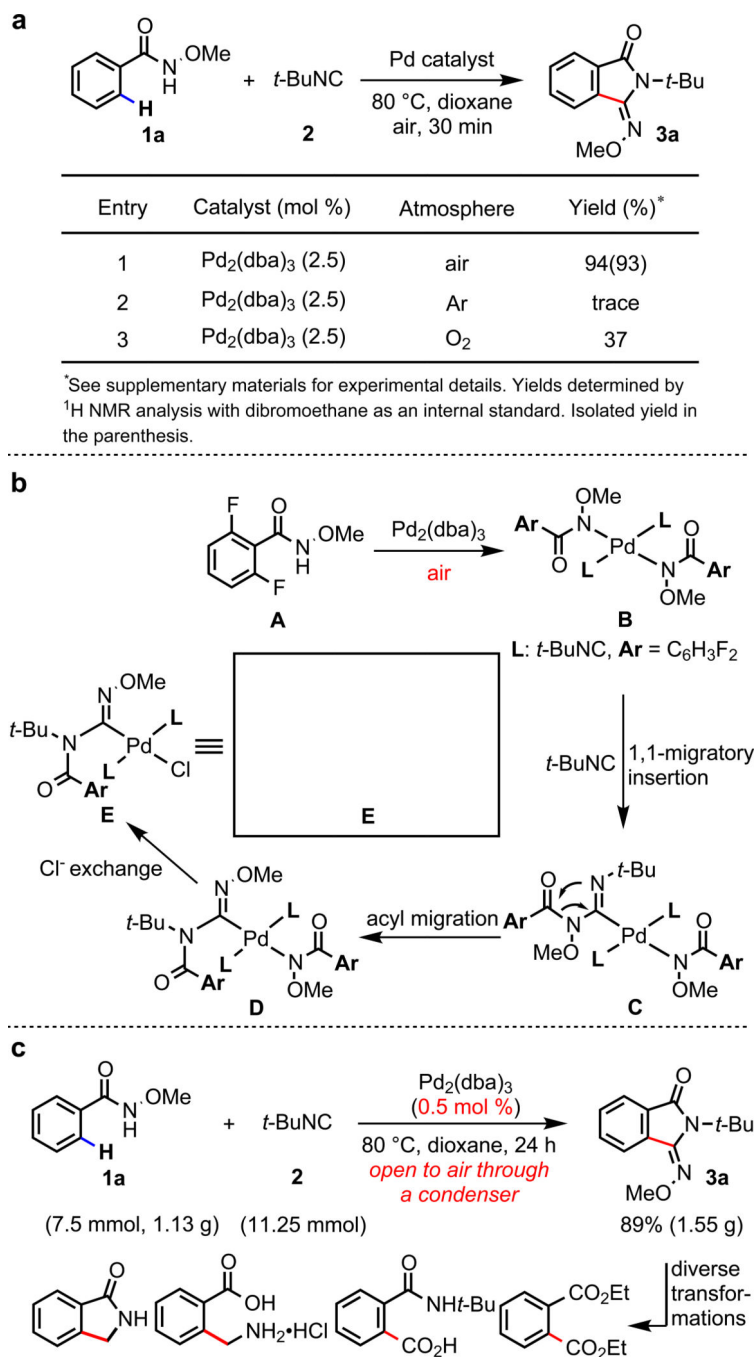 a
O
N
H
OMe
H
1a
+
t-BuNC
2
Pd catalyst
80 °C, dioxane
air, 30 min
O
N
t-Bu
N
MeO
3a
Entry Catalyst (mol %) Atmosphere Yield (%)*
1 Pd2(dba)3 (2.5) air 94(93)
2 Pd2(dba)3 (2.5) Ar trace
3 Pd2(dba)3 (2.5) O2 37
*See supplementary materials for experimental details. Yields determined by
1H NMR analysis with dibromoethane as an internal standard. Isolated yield in
the parenthesis.
b
F
O
N
H
OMe
F
A
Pd2(dba)3
air
OMe
Ar
N
O
L
Pd
L
N
O
Ar
OMe
B
L: t-BuNC, Ar = C6H3F2
t-BuNC
1,1-migratory
insertion
OMe
N
t-Bu
N
L
Pd
L
Cl
O
Ar
E
E
Cl- exchange
OMe
N
t-Bu
N
L
Pd
L
O
Ar
N
O
Ar
OMe
D
acyl migration
O
Ar
N
MeO
N
t-Bu
L
Pd
L
N
O
Ar
OMe
C
c
O
N
H
OMe
H
1a
+
t-BuNC
2
Pd2(dba)3
(0.5 mol %)
80 °C, dioxane, 24 h
open to air through
a condenser
O
N
t-Bu
N
MeO
3a
(7.5 mmol, 1.13 g) (11.25 mmol) 89% (1.55 g)
diverse
transfor-
mations
O
NH
O
OH
NH2•HCl
O
NHt-Bu
CO2H
CO2Et
CO2Et